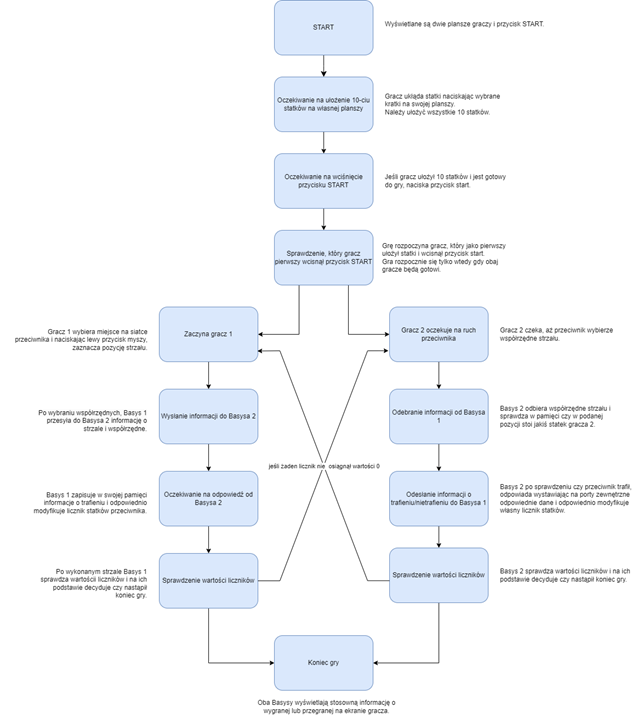 START
Wyświetlane są dwie plansze graczy i przycisk START.
Oczekiwanie na ułożenie 10-ciu
statków na własnej planszy
Gracz układa statki naciskając wybrane
kratki na swojej planszy.
Należy ułożyć wszystkie 10 statków.
Oczekiwanie na wciśnięcie
przycisku START
Jeśli gracz ułożył 10 statków i jest gotowy
do gry, naciska przycisk start.
Sprawdzenie, który gracz
pierwszy wcisnął przycisk START
Grę rozpoczyna gracz, który jako pierwszy
ułożył statki i wcisnął przycisk start.
Gra rozpocznie się tylko wtedy gdy obaj
gracze będą gotowi.
Gracz 1 wybiera miejsce na siatce
przeciwnika i naciskając lewy przycisk myszy,
zaznacza pozycję strzału.
Zaczyna gracz 1
Gracz 2 oczekuje na ruch
przeciwnika
Gracz 2 czeka, aż przeciwnik wybierze
współrzędne strzału.
Po wybraniu współrzędnych, Basys 1
przesyła do Basysa 2 informację o
strzale i współrzędne.
Wysłanie informacji do Basysa 2
Odebranie informacji od Basysa
1
Basys 2 odbiera współrzędne strzału i
sprawdza w pamięci czy w podanej
pozycji stoi jakiś statek gracza 2.
jeśli żaden licznik nie osiągnął wartości 0
Basys 1 zapisuje w swojej pamięci
informacje o trafieniu i odpowiednio
modyfikuje licznik statków przeciwnika.
Oczekiwanie na odpowiedź od
Basysa 2
Odesłanie informacji o
trafieniu/nietrafieniu do Basysa 1
Basys 2 po sprawdzeniu czy przeciwnik trafił,
odpowiada wystawiając na porty zewnętrzne
odpowiednie dane i odpowiednio modyfikuje
własny licznik statków.
Po wykonanym strzale Basys 1
sprawdza wartości liczników i na ich
podstawie decyduje czy nastąpił
koniec gry.
Sprawdzenie wartości liczników
Sprawdzenie wartości liczników
Basys 2 sprawdza wartości liczników i na ich
podstawie decyduje czy nastąpił koniec gry.
Koniec gry
Oba Basysy wyświetlają stosowną informację o
wygranej lub przegranej na ekranie gracza.